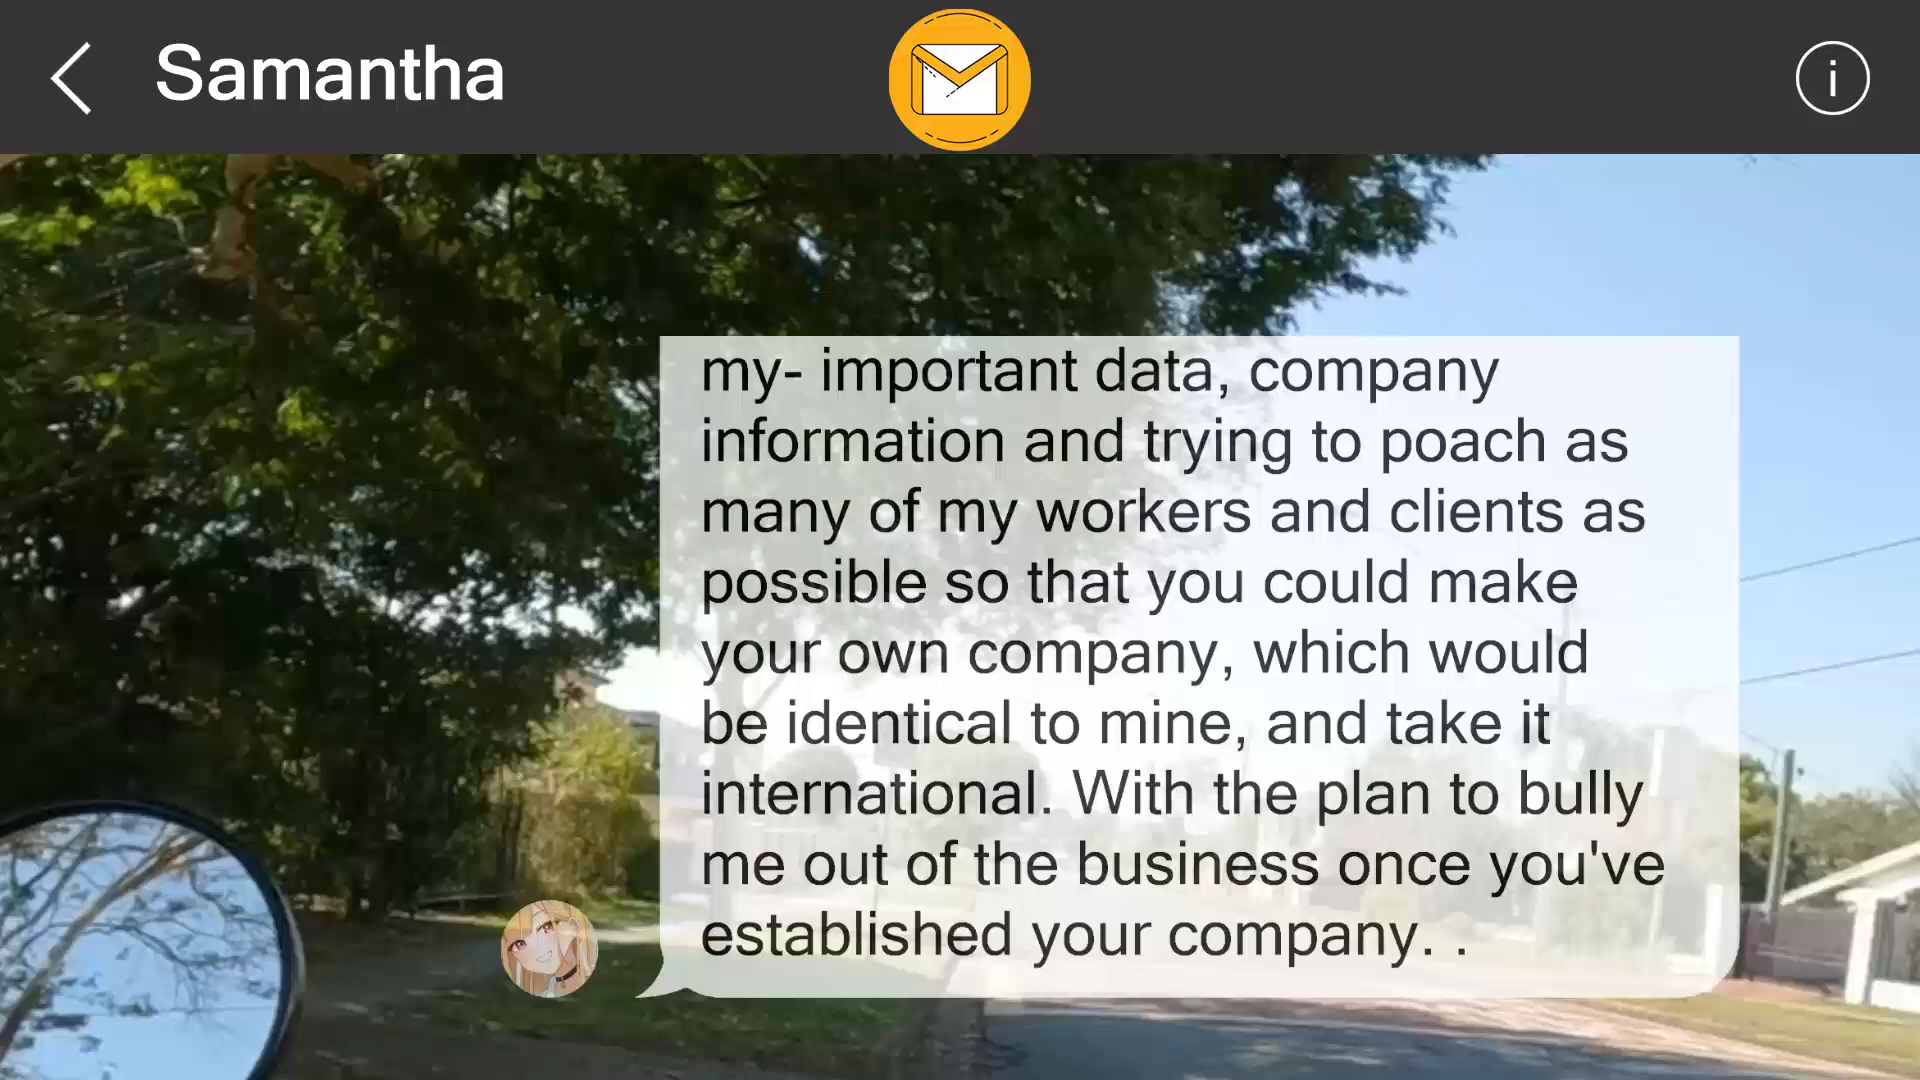 Samantha
i
my- important data, company
information and trying to poach as
many of my workers and clients as
possible so that you could make
your own company, which would
be identical to mine, and take it
international. With the plan to bully
me out of the business once you've
established your company. .